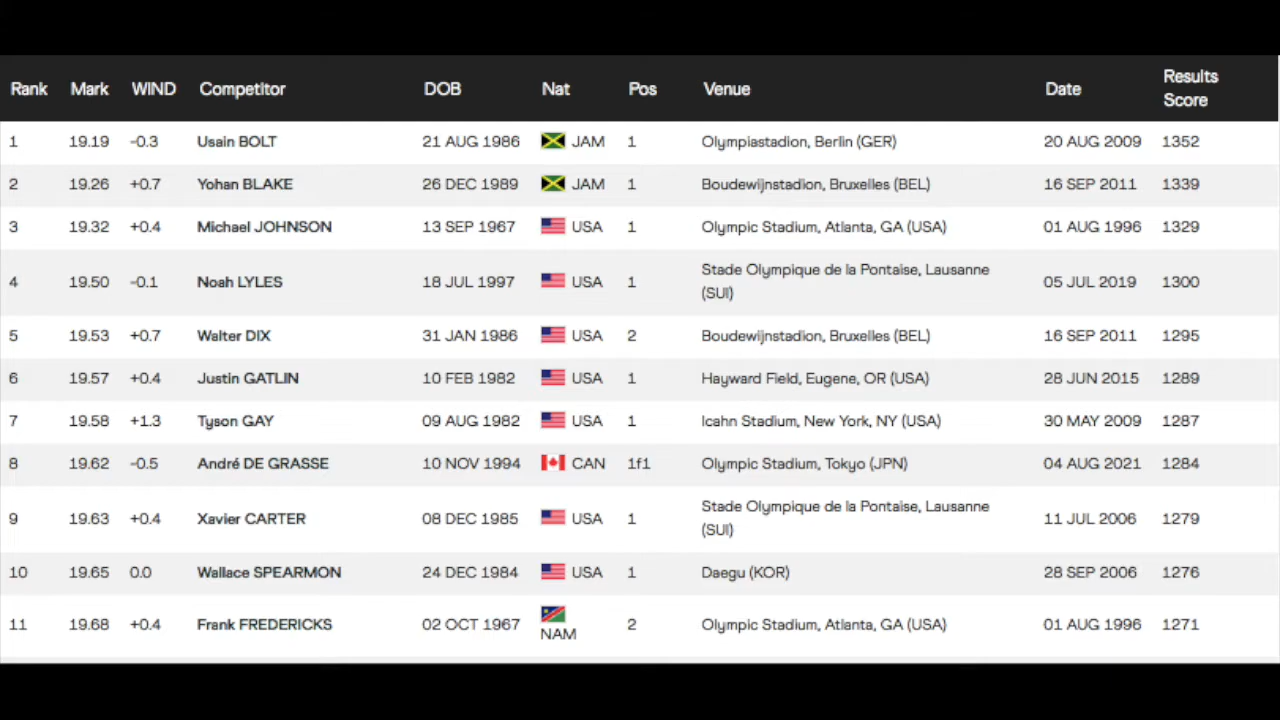 Rank Mark WIND Competitor DOB Nat Pos Venue Date Results Score
1 19.19 -0.3 Usain BOLT 21 AUG 1986 JAM 1 Olympiastadion, Berlin (GER) 20 AUG 2009 1352
2 19.26 +0.7 Yohan BLAKE 26 DEC 1989 JAM 1 Boudewijnstadion, Bruxelles (BEL) 16 SEP 2011 1339
3 19.32 +0.4 Michael JOHNSON 13 SEP 1967 USA 1 Olympic Stadium, Atlanta, GA (USA) 01 AUG 1996 1329
4 19.50 -0.1 Noah LYLES 18 JUL 1997 USA 1 Stade Olympique de la Pontaise, Lausanne (SUI) 05 JUL 2019 1300
5 19.53 +0.7 Walter DIX 31 JAN 1986 USA 2 Boudewijnstadion, Bruxelles (BEL) 16 SEP 2011 1295
6 19.57 +0.4 Justin GATLIN 10 FEB 1982 USA 1 Hayward Field, Eugene, OR (USA) 28 JUN 2015 1289
7 19.58 +1.3 Tyson GAY 09 AUG 1982 USA 1 Icahn Stadium, New York, NY (USA) 30 MAY 2009 1287
8 19.62 -0.5 André DE GRASSE 10 NOV 1994 CAN 1f1 Olympic Stadium, Tokyo (JPN) 04 AUG 2021 1284
9 19.63 +0.4 Xavier CARTER 08 DEC 1985 USA 1 Stade Olympique de la Pontaise, Lausanne (SUI) 11 JUL 2006 1279
10 19.65 0.0 Wallace SPEARMON 24 DEC 1984 USA 1 Daegu (KOR) 28 SEP 2006 1276
11 19.68 +0.4 Frank FREDERICKS 02 OCT 1967 NAM 2 Olympic Stadium, Atlanta, GA (USA) 01 AUG 1996 1271